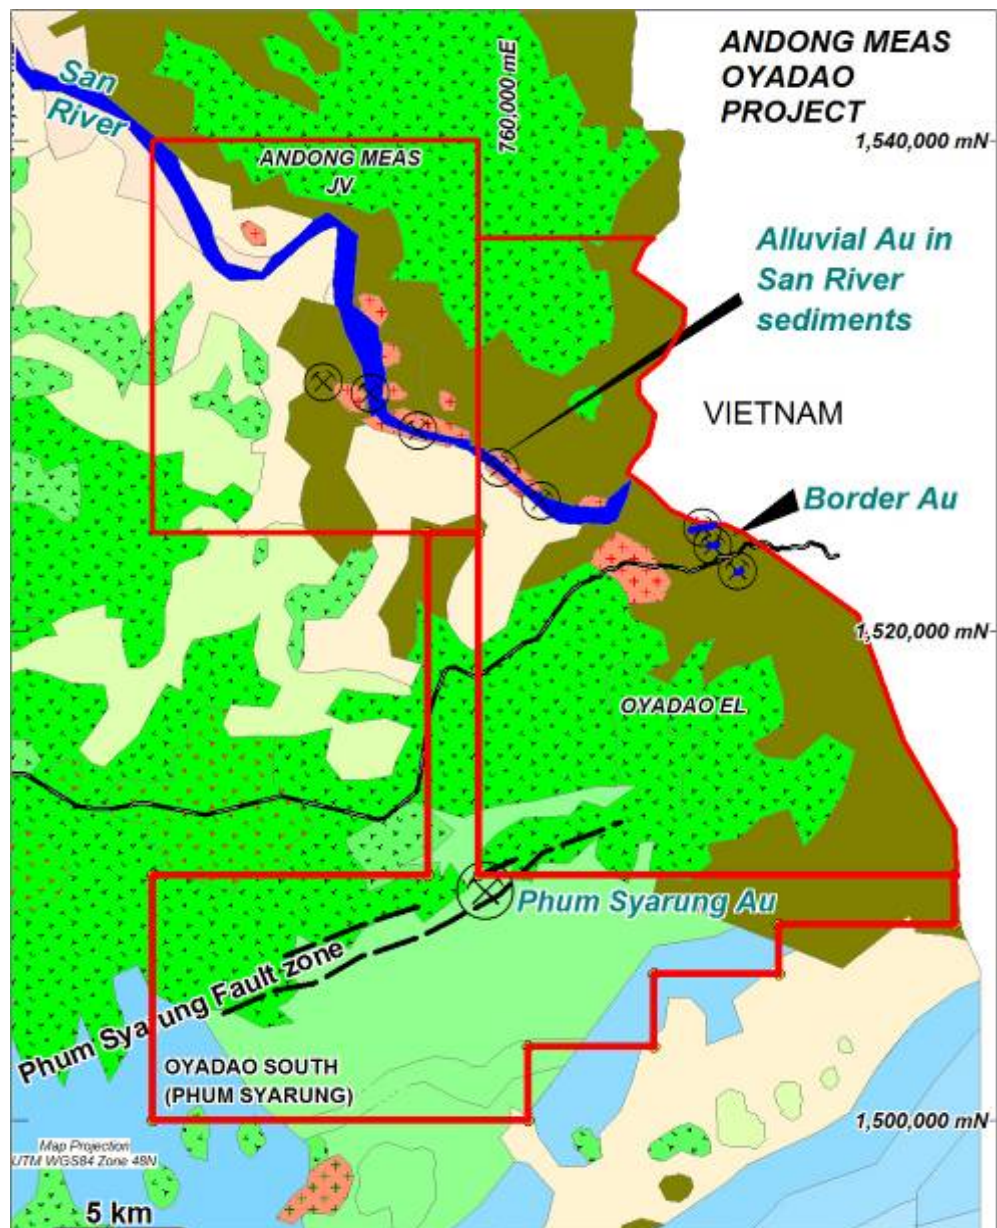 ANDONG MEAS
OYADAO
PROJECT
San
River
760,000 mE
1,540,000 mN
ANDONG MEAS
JV
Alluvial Au in
San River
sediments
VIETNAM
Border Au
1,520,000 mN
OYADAO EL
Phum Syarung Au
Phum Syarung Fault zone
OYADAO SOUTH
(PHUM SYARUNG)
1,500,000 mN
Map Projection
UTM WGS84 Zone 48N
5 km